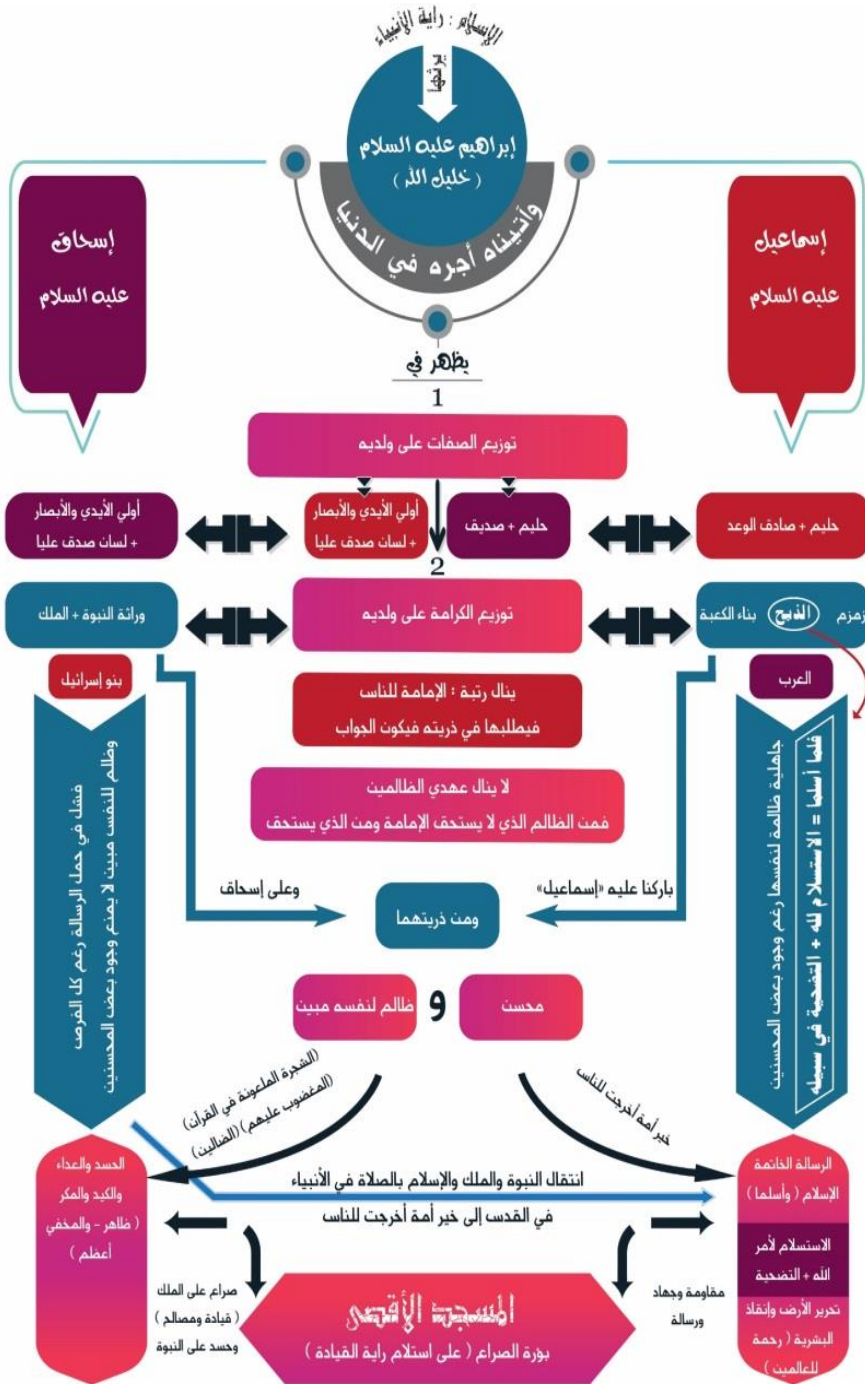 الإسلام : راية الأنبياء
يرثها
إبراهيم عليه السلام
( خليل الله )
وآتيناه أجره في الدنيا
إسماعيل
عليه السلام
إسحاق
عليه السلام
يظهر في
1
توزيع الصفات على ولديه
حليم + صادق الوعد
حليم + صديق
أولي الأيدي والأبصار
+ لسان صدق عليا
أولي الأيدي والأبصار
+ لسان صدق عليا
2
زمزم الذبيح بناء الكعبة
توزيع الكرامة على ولديه
وراثة النبوة + الملك
العرب
بنو إسرائيل
ينال رتبة : الإمامة للناس
فيطلبها في ذريته فيكون الجواب
لا ينال عهدي الظالمين
فمن الظالم الذي لا يستحق الإمامة ومن الذي يستحق
فلما أسلما = الاستسلام لله + التضحية في سبيله
جاهلية ظالمة لنفسها رغم وجود بعض المحسنين
وظالم للنفس مبين لا يمنع وجود بعض المحسنين
فشل في حمل الرسالة رغم كل الفرص
باركنا عليه «إسماعيل»
وعلى إسحاق
ومن ذريتهما
محسن
و
ظالم لنفسه مبين
خير أمة أخرجت للناس
(الشجرة الملعونة في القرآن)
(المغضوب عليهم) (الضالين)
انتقال النبوة والملك والإسلام بالصلاة في الأنبياء
في القدس إلى خير أمة أخرجت للناس
الرسالة الخاتمة
الإسلام ( وأسلما )
الاستسلام لأمر
الله + التضحية
تحرير الأرض وإنقاذ
البشرية ( رحمة
للعالمين )
الحسد والعداء
والكيد والمكر
( ظاهر - والمخفي
أعظم )
مقاومة وجهاد
ورسالة
صراع على الملك
( قيادة ومصالح )
وحسد على النبوة
المسجد الأقصى
بؤرة الصراع ( على استلام راية القيادة )